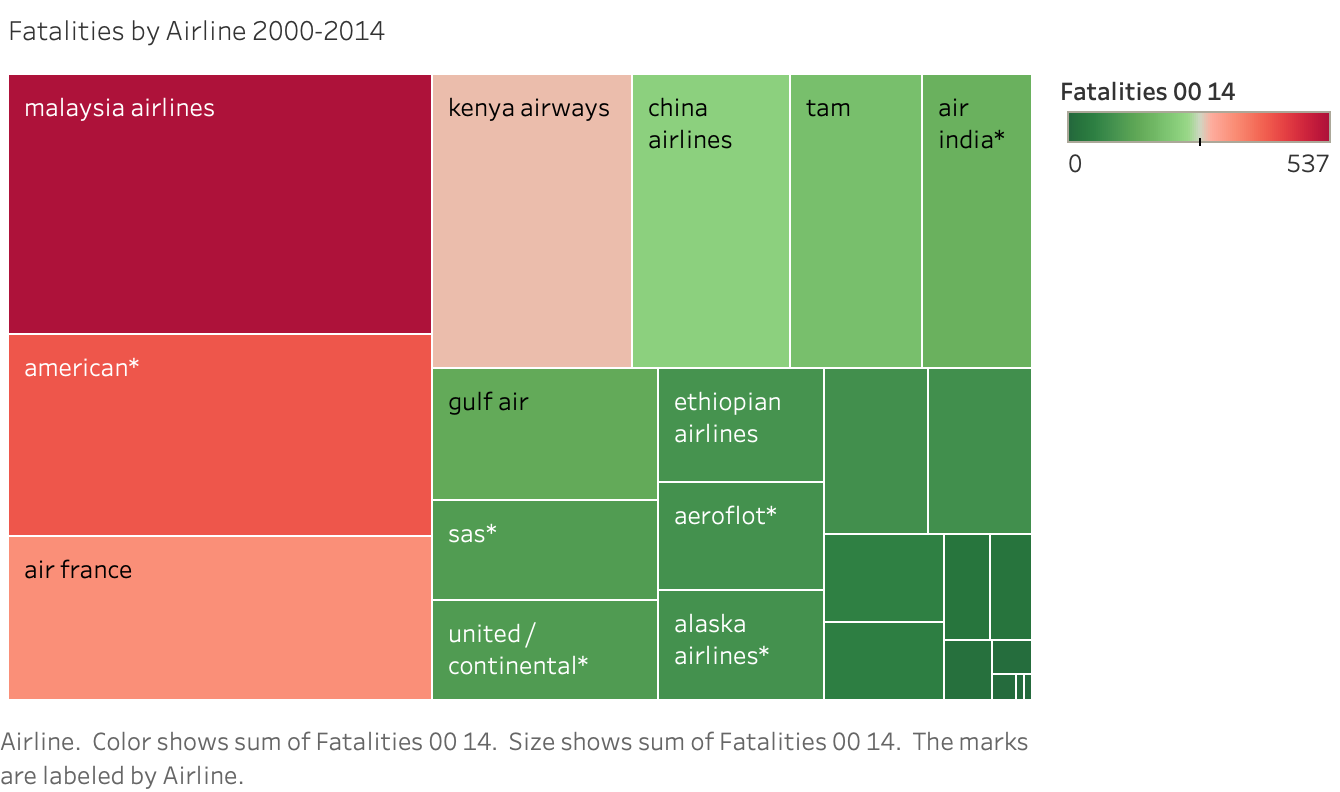 Fatalities by Airline 2000-2014
malaysia airlines
kenya airways
china
airlines
tam
air
india*
Fatalities 00 14
0
537
american*
gulf air
ethiopian
airlines
sas*
aeroflot*
air france
united /
continental*
alaska
airlines*
Airline.  Color shows sum of Fatalities 00 14.  Size shows sum of Fatalities 00 14.  The marks
are labeled by Airline.